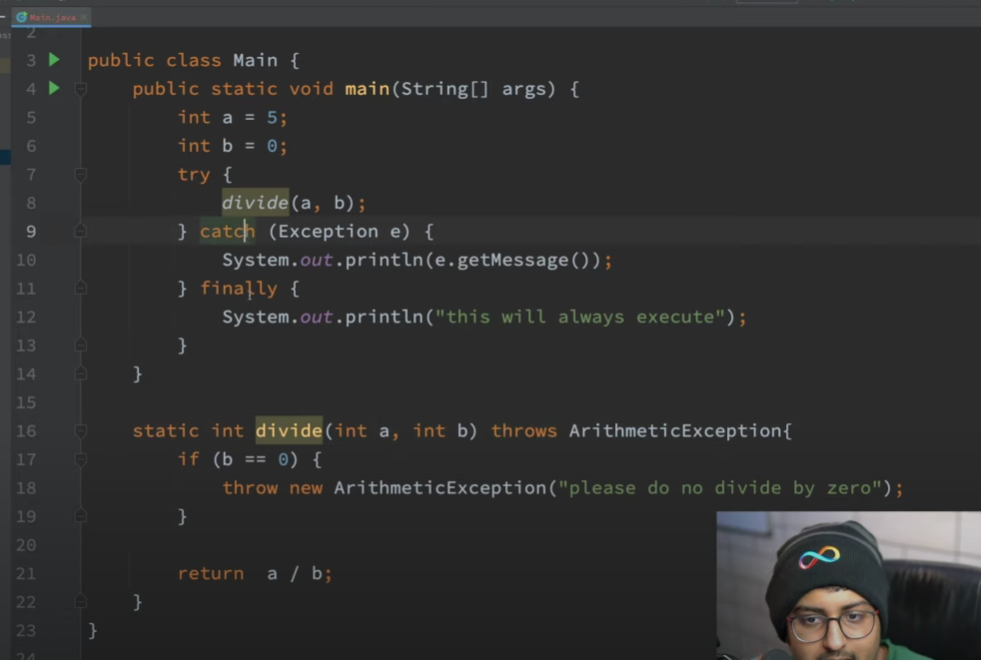 Main.java
2
3 public class Main {
4 public static void main(String[] args) {
5 int a = 5;
6 int b = 0;
7 try {
8 divide(a, b);
9 } catch (Exception e) {
10 System.out.println(e.getMessage());
11 } finally {
12 System.out.println("this will always execute");
13 }
14 }
15
16 static int divide(int a, int b) throws ArithmeticException{
17 if (b == 0) {
18 throw new ArithmeticException("please do no divide by zero");
19 }
20
21 return a / b;
22 }
23 }
24